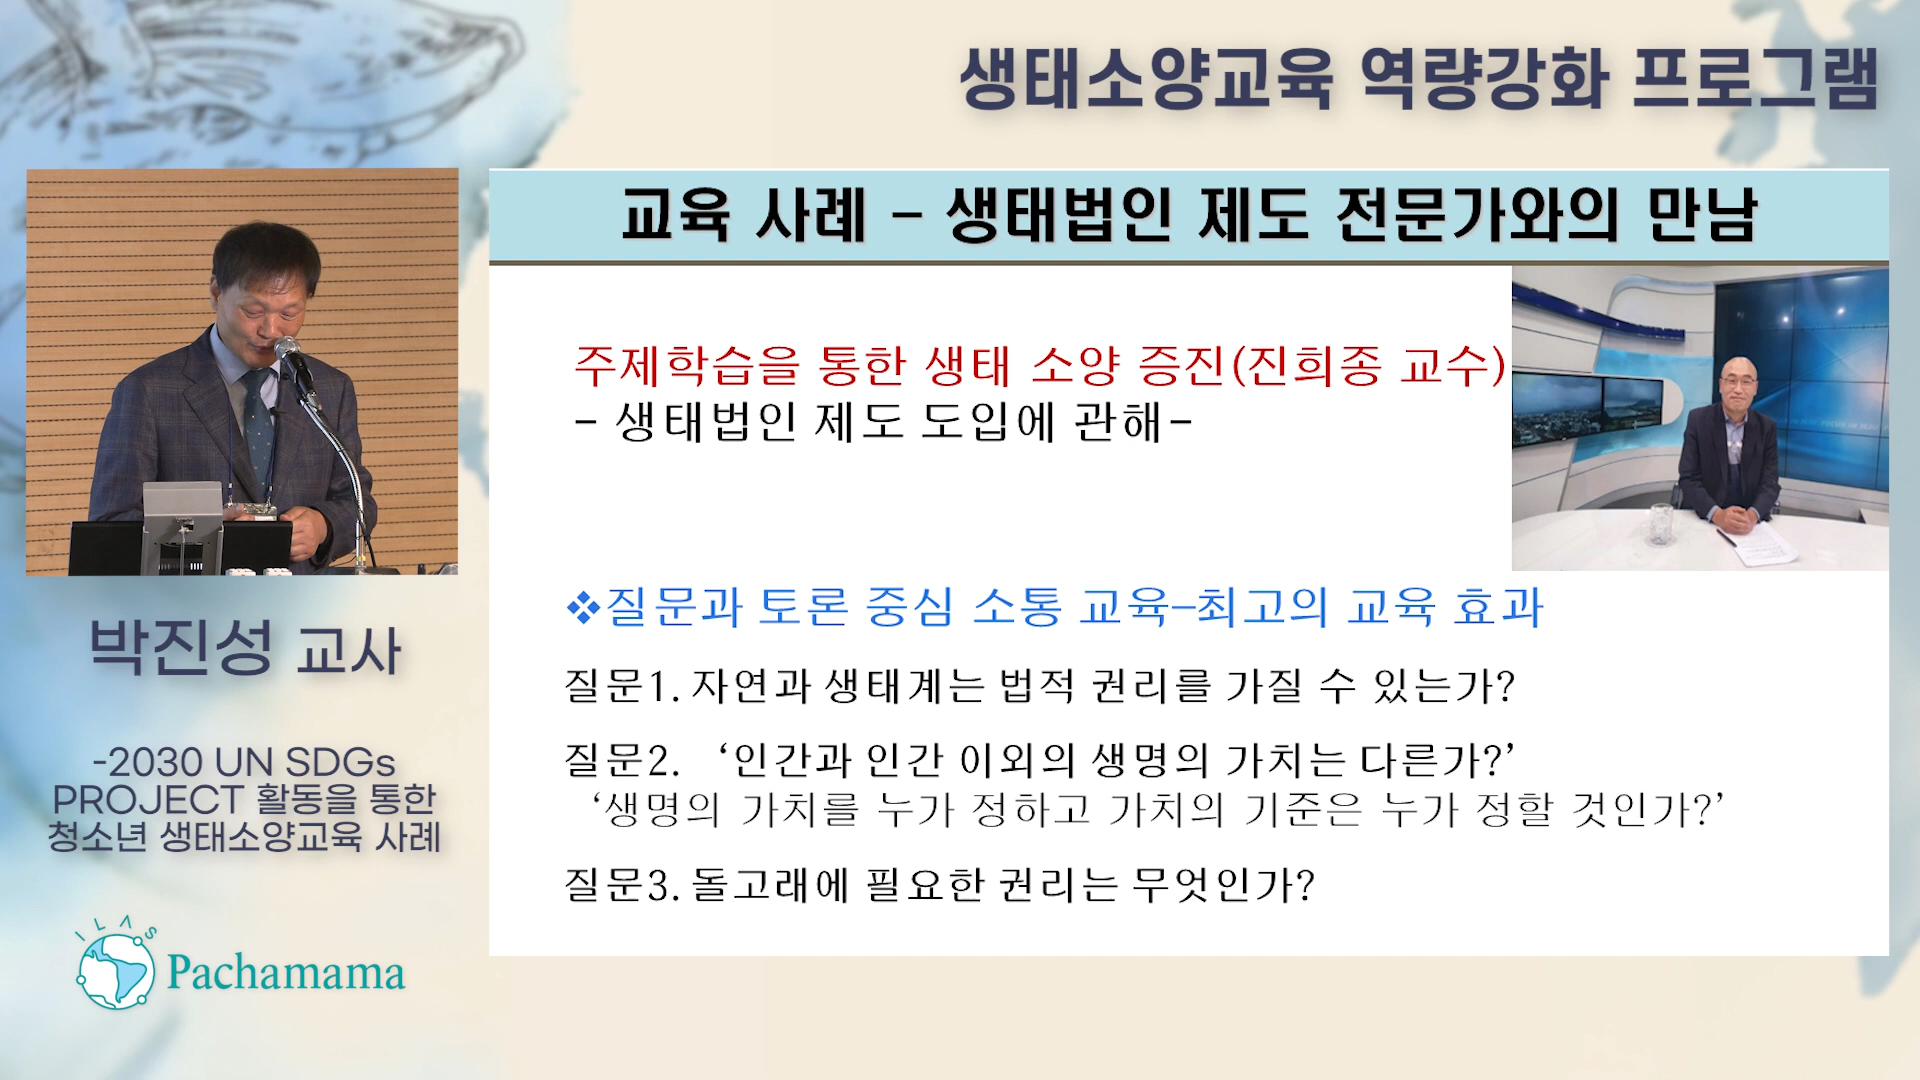 생태소양교육 역량강화 프로그램
교육 사례 - 생태법인 제도 전문가와의 만남
주제학습을 통한 생태 소양 증진(진희종 교수)
- 생태법인 제도 도입에 관해-
❖질문과 토론 중심 소통 교육-최고의 교육 효과
질문1. 자연과 생태계는 법적 권리를 가질 수 있는가?
질문2. ‘인간과 인간 이외의 생명의 가치는 다른가?’
‘생명의 가치를 누가 정하고 가치의 기준은 누가 정할 것인가?’
질문3. 돌고래에 필요한 권리는 무엇인가?
박진성 교사
-2030 UN SDGs
PROJECT 활동을 통한
청소년 생태소양교육 사례
ILAS
Pachamama